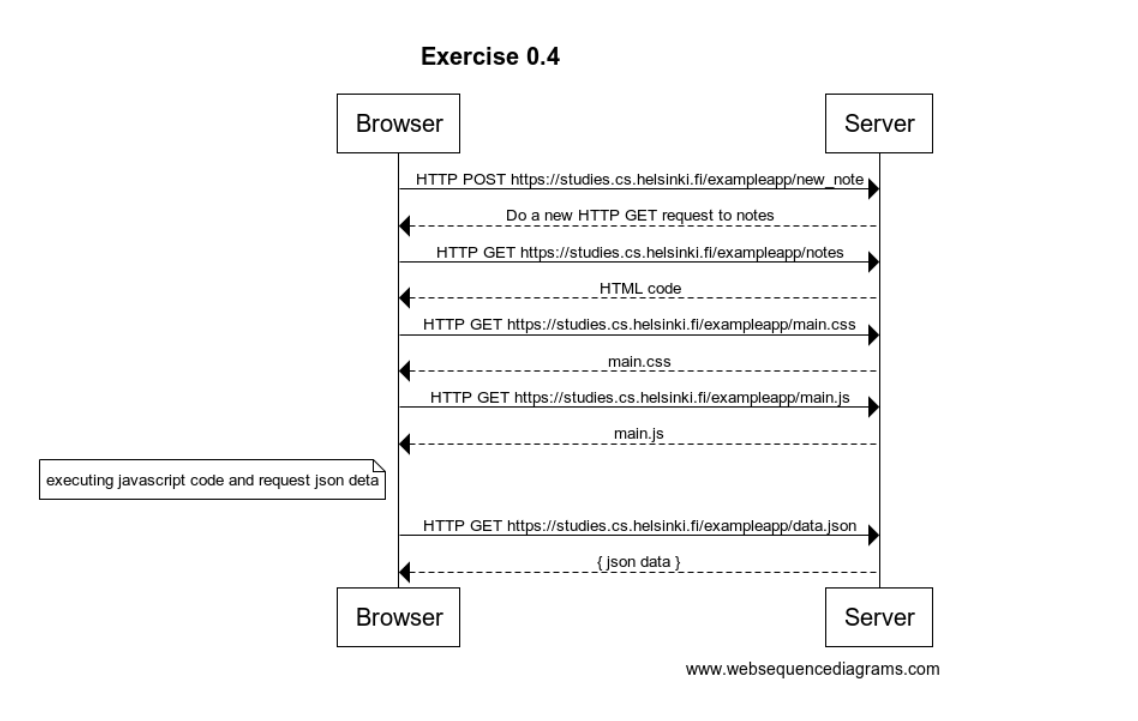 Exercise 0.4
Browser
Server
HTTP POST https://studies.cs.helsinki.fi/exampleapp/new_note
Do a new HTTP GET request to notes
HTTP GET https://studies.cs.helsinki.fi/exampleapp/notes
HTML code
HTTP GET https://studies.cs.helsinki.fi/exampleapp/main.css
main.css
HTTP GET https://studies.cs.helsinki.fi/exampleapp/main.js
main.js
executing javascript code and request json deta
HTTP GET https://studies.cs.helsinki.fi/exampleapp/data.json
{ json data }
Browser
Server
www.websequencediagrams.com